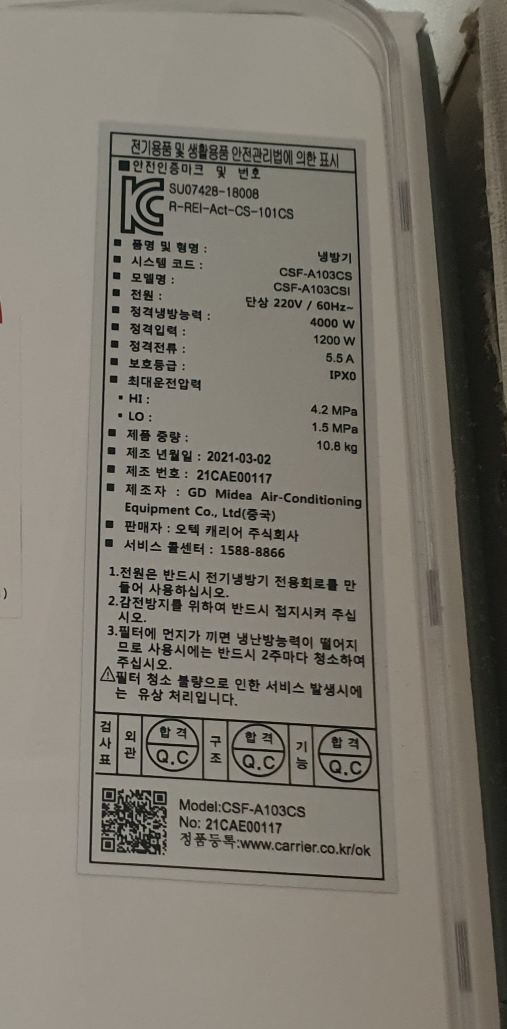 전기용품 및 생활용품 안전관리법에 의한 표시
■안전인증마크 및 번호
SU07428-18008
R-REI-Act-CS-101CS
■ 품명 및 형명 : 냉방기
■ 시스템 코드 : CSF-A103CS
■ 모델명 : CSF-A103CSI
■ 전원 : 단상 220V / 60Hz~
■ 정격냉방능력 : 4000 W
■ 정격입력 : 1200 W
■ 정격전류 : 5.5 A
■ 보호등급 : IPX0
■ 최대운전압력
• HI : 4.2 MPa
• LO : 1.5 MPa
■ 제품 중량 : 10.8 kg
■ 제조 년월일 : 2021-03-02
■ 제조 번호 : 21CAE00117
■ 제조자 : GD Midea Air-Conditioning
Equipment Co., Ltd(중국)
■ 판매자 : 오텍 캐리어 주식회사
■ 서비스 콜센터 : 1588-8866
1.전원은 반드시 전기냉방기 전용회로를 만
들어 사용하십시오.
2.감전방지를 위하여 반드시 접지시켜 주십
시오.
3.필터에 먼지가 끼면 냉난방능력이 떨어지
므로 사용시에는 반드시 2주마다 청소하여
주십시오.
⚠필터 청소 불량으로 인한 서비스 발생시에
는 유상 처리입니다.
검사표 외관 합격 Q.C 구조 합격 Q.C 기능 합격 Q.C
Model:CSF-A103CS
No: 21CAE00117
정품등록:www.carrier.co.kr/ok